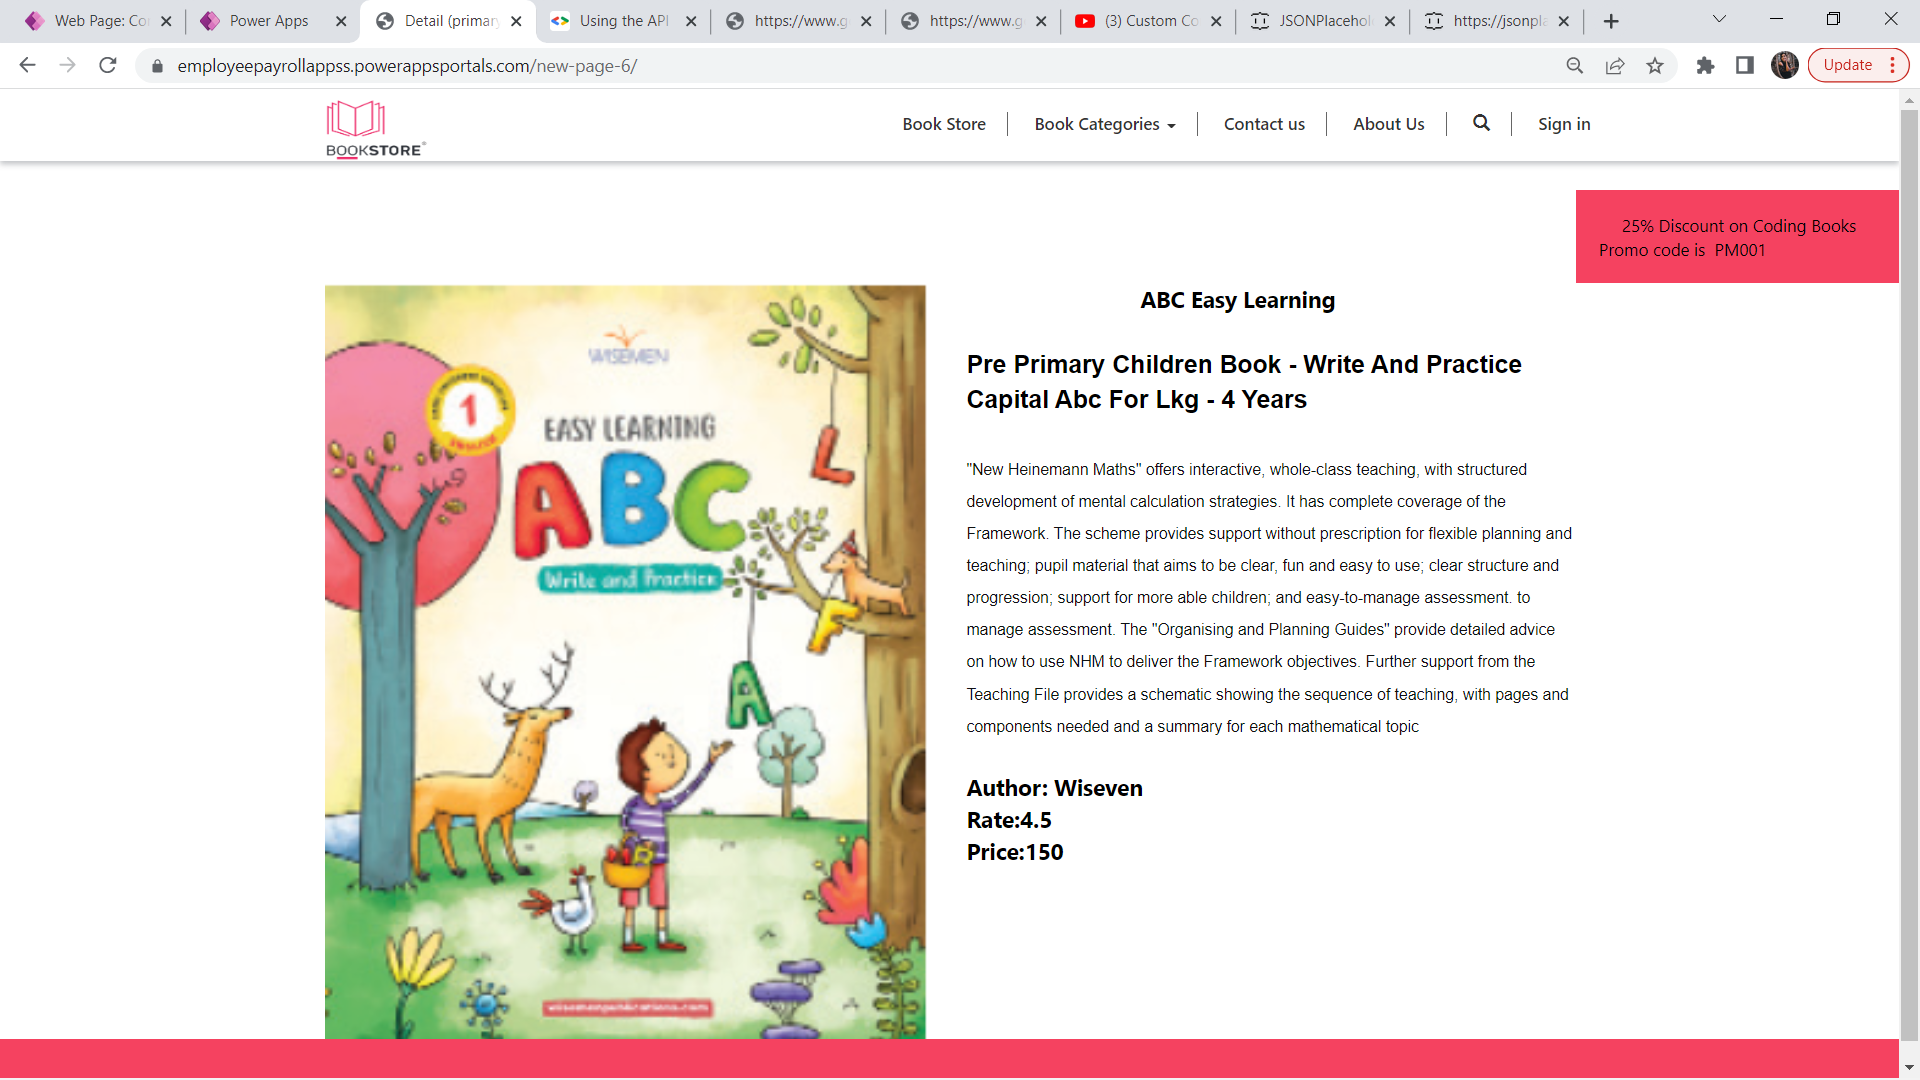 Web Page: Co
Power Apps
Detail (primar
Using the API
https://www.g
https://www.g
(3) Custom Co
JSONPlacehol
https://jsonpla
employeepayrollappss.powerappsportals.com/new-page-6/
Update
BOOKSTORE
Book Store
Book Categories
Contact us
About Us
Sign in
25% Discount on Coding Books
Promo code is PM001
WISEMEN
1
EASY LEARNING
ABC
Write and Practice
L
F
A
wisemenpublications.com
ABC Easy Learning
Pre Primary Children Book - Write And Practice
Capital Abc For Lkg - 4 Years
"New Heinemann Maths" offers interactive, whole-class teaching, with structured
development of mental calculation strategies. It has complete coverage of the
Framework. The scheme provides support without prescription for flexible planning and
teaching; pupil material that aims to be clear, fun and easy to use; clear structure and
progression; support for more able children; and easy-to-manage assessment. to
manage assessment. The "Organising and Planning Guides" provide detailed advice
on how to use NHM to deliver the Framework objectives. Further support from the
Teaching File provides a schematic showing the sequence of teaching, with pages and
components needed and a summary for each mathematical topic
Author: Wiseven
Rate:4.5
Price:150